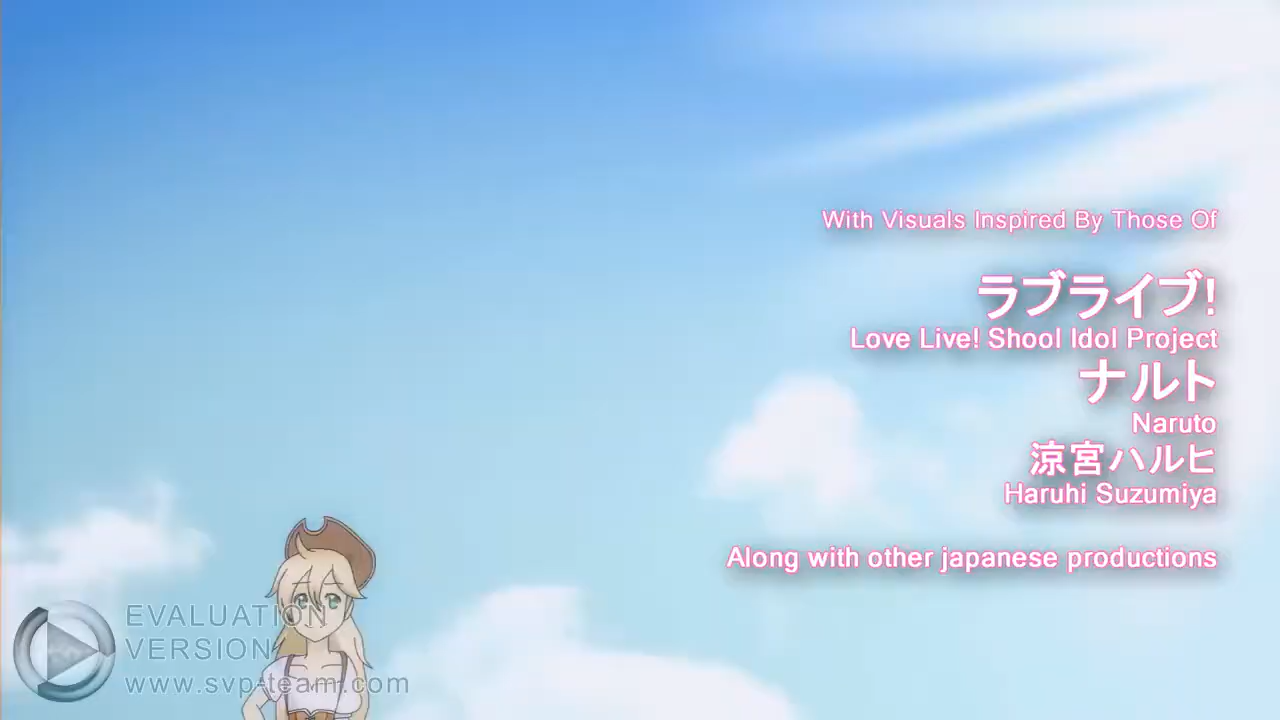 With Visuals Inspired By Those Of
ラブライブ!
Love Live! Shool Idol Project
ナルト
Naruto
涼宮ハルヒ
Haruhi Suzumiya
Along with other japanese productions
EVALUATION
VERSION
www.svp-team.com